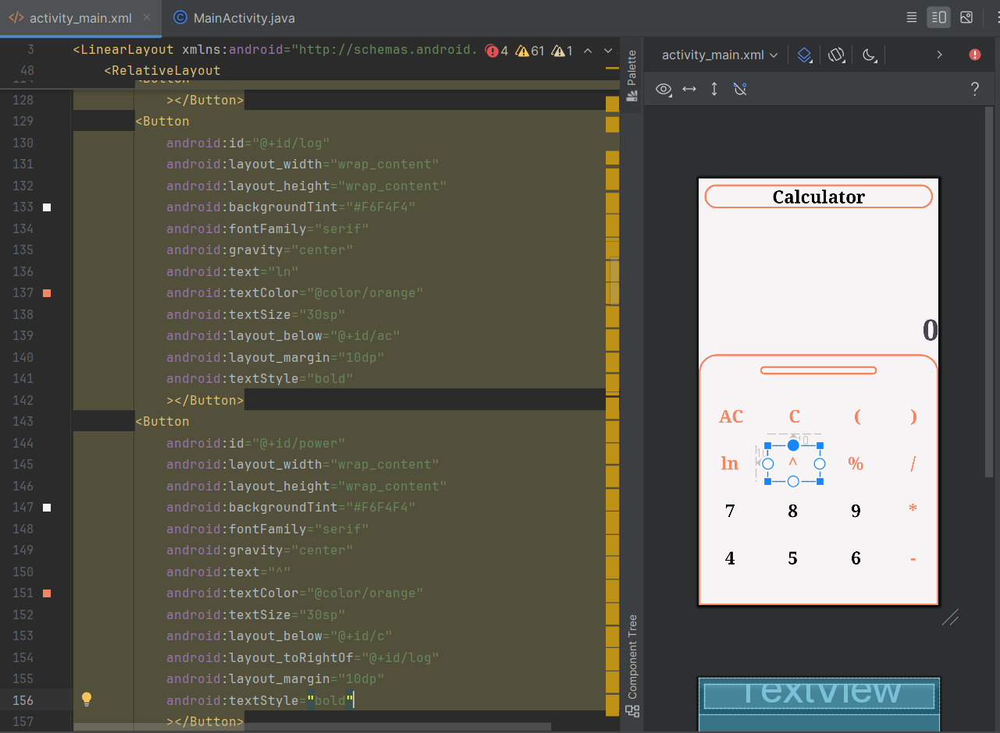 activity_main.xml
MainActivity.java
3 <LinearLayout xmlns:android="http://schemas.android. 4 61 1
48 <RelativeLayout
128 ></Button>
129 <Button
130 android:id="@+id/log"
131 android:layout_width="wrap_content"
132 android:layout_height="wrap_content"
133 android:backgroundTint="#F6F4F4"
134 android:fontFamily="serif"
135 android:gravity="center"
136 android:text="ln"
137 android:textColor="@color/orange"
138 android:textSize="30sp"
139 android:layout_below="@+id/ac"
140 android:layout_margin="10dp"
141 android:textStyle="bold"
142 ></Button>
143 <Button
144 android:id="@+id/power"
145 android:layout_width="wrap_content"
146 android:layout_height="wrap_content"
147 android:backgroundTint="#F6F4F4"
148 android:fontFamily="serif"
149 android:gravity="center"
150 android:text="^"
151 android:textColor="@color/orange"
152 android:textSize="30sp"
153 android:layout_below="@+id/c"
154 android:layout_toRightOf="@+id/log"
155 android:layout_margin="10dp"
156 android:textStyle="bold"
157 ></Button>
Palette
Component Tree
activity_main.xml
?
Calculator
0
AC C ( )
ln ^ % /
7 8 9 *
4 5 6 -
TextView